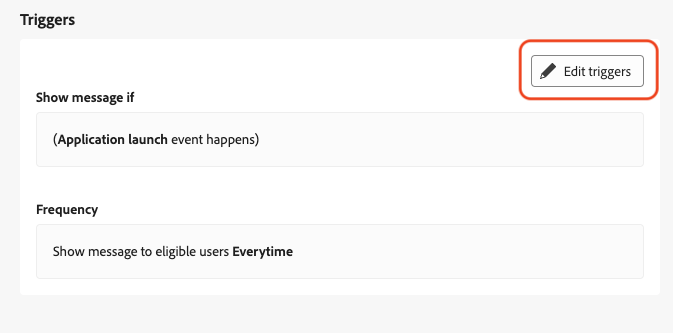 Triggers
Edit triggers
Show message if
(Application launch event happens)
Frequency
Show message to eligible users Everytime